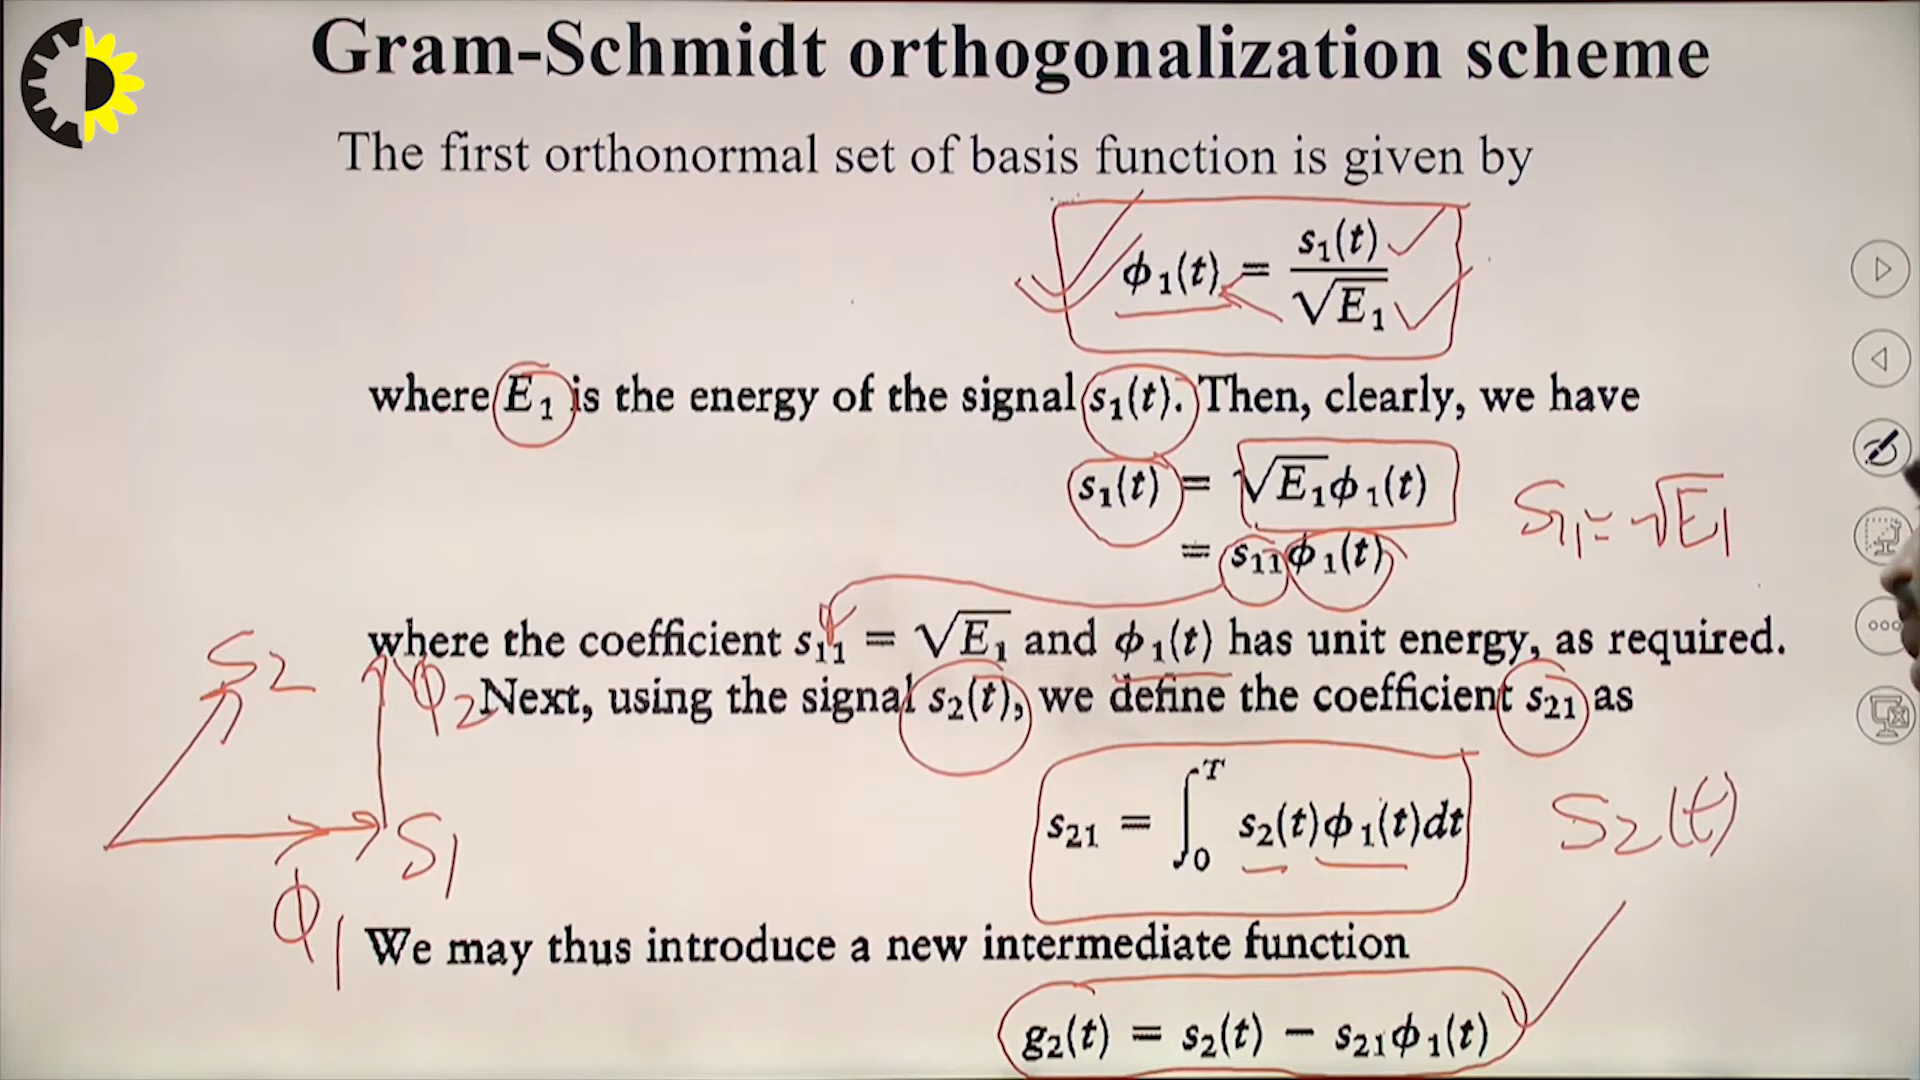 Gram-Schmidt orthogonalization scheme
The first orthonormal set of basis function is given by
ϕ₁(t) = s₁(t) / √E₁
where E₁ is the energy of the signal s₁(t). Then, clearly, we have
s₁(t) = √E₁ϕ₁(t)
S₁₁ = √E₁
= s₁₁ϕ₁(t)
where the coefficient s₁₁ = √E₁ and ϕ₁(t) has unit energy, as required.
S₂
ϕ₂
Next, using the signal s₂(t), we define the coefficient s₂₁ as
s₂₁ = ∫₀ᵀ s₂(t)ϕ₁(t)dt
S₂(t)
S₁
ϕ₁
We may thus introduce a new intermediate function
g₂(t) = s₂(t) − s₂₁ϕ₁(t)